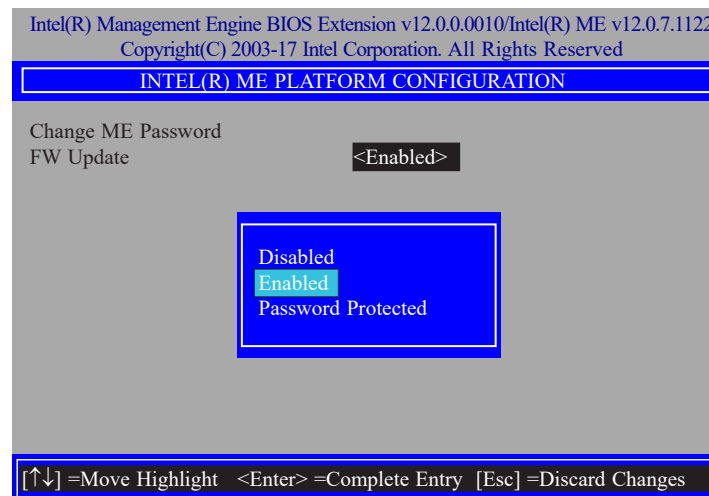 Intel(R) Management Engine BIOS Extension v12.0.0.0010/Intel(R) ME v12.0.7.1122
Copyright(C) 2003-17 Intel Corporation. All Rights Reserved
INTEL(R) ME PLATFORM CONFIGURATION
Change ME Password
FW Update <Enabled>
Disabled
Enabled
Password Protected
[↑↓] =Move Highlight <Enter> =Complete Entry [Esc] =Discard Changes